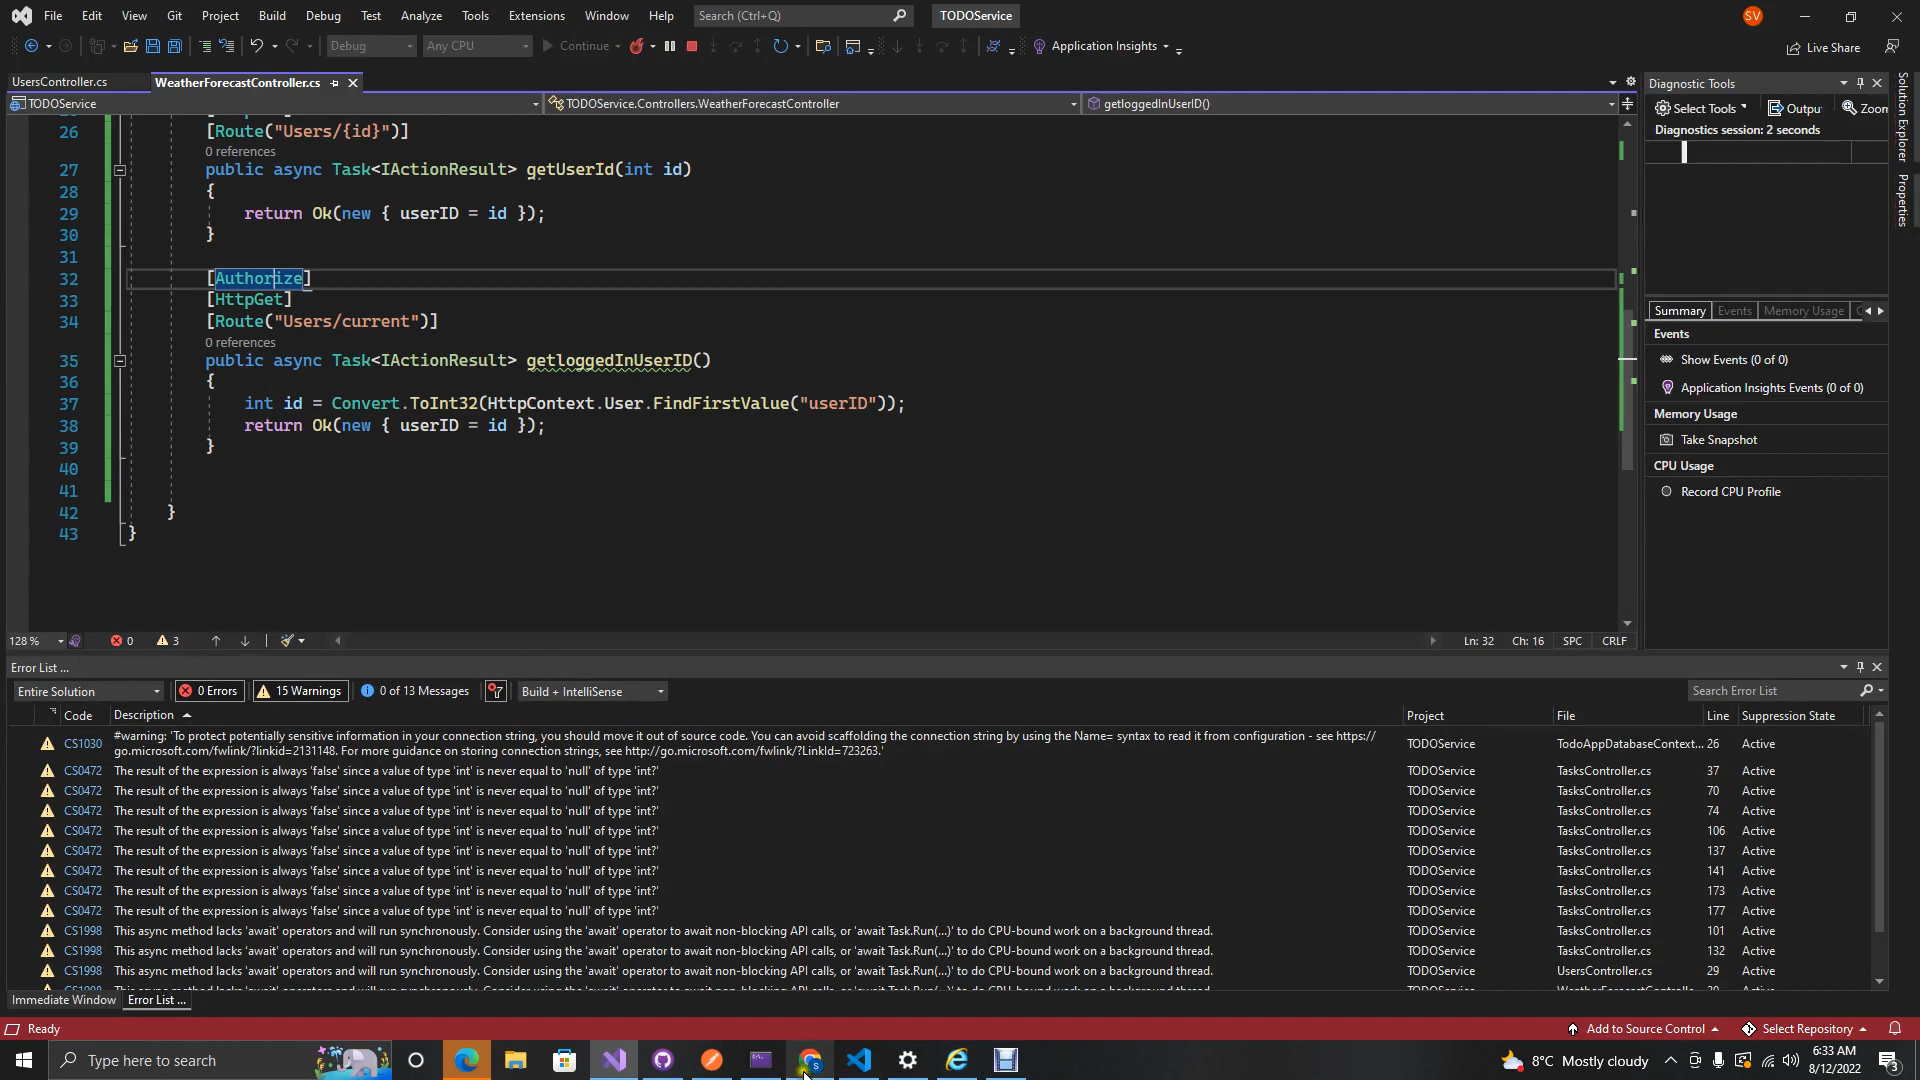 File Edit View Git Project Build Debug Test Analyze Tools Extensions Window Help Search (Ctrl+Q) TODOService SV
Debug Any CPU Continue Application Insights Live Share
UsersController.cs WeatherForecastController.cs
TODOService TODOService.Controllers.WeatherForecastController getloggedInUserID()
26 [Route("Users/{id}")]
0 references
27 public async Task<IActionResult> getUserId(int id)
28 {
29 return Ok(new { userID = id });
30 }
31
32 [Authorize]
33 [HttpGet]
34 [Route("Users/current")]
0 references
35 public async Task<IActionResult> getloggedInUserID()
36 {
37 int id = Convert.ToInt32(HttpContext.User.FindFirstValue("userID"));
38 return Ok(new { userID = id });
39 }
40
41
42 }
43 }
128 % 0 3 Ln: 32 Ch: 16 SPC CRLF
Diagnostic Tools
Select Tools Output Zoom
Diagnostics session: 2 seconds
Summary Events Memory Usage
Events
Show Events (0 of 0)
Application Insights Events (0 of 0)
Memory Usage
Take Snapshot
CPU Usage
Record CPU Profile
Solution Explorer
Properties
Error List ...
Entire Solution 0 Errors 15 Warnings 0 of 13 Messages Build + IntelliSense Search Error List
Code Description Project File Line Suppression State
CS1030 #warning: 'To protect potentially sensitive information in your connection string, you should move it out of source code. You can avoid scaffolding the connection string by using the Name= syntax to read it from configuration - see https://
go.microsoft.com/fwlink/?linkid=2131148. For more guidance on storing connection strings, see http://go.microsoft.com/fwlink/?LinkId=723263.' TODOService TodoAppDatabaseContext... 26 Active
CS0472 The result of the expression is always 'false' since a value of type 'int' is never equal to 'null' of type 'int?' TODOService TasksController.cs 37 Active
CS0472 The result of the expression is always 'false' since a value of type 'int' is never equal to 'null' of type 'int?' TODOService TasksController.cs 70 Active
CS0472 The result of the expression is always 'false' since a value of type 'int' is never equal to 'null' of type 'int?' TODOService TasksController.cs 74 Active
CS0472 The result of the expression is always 'false' since a value of type 'int' is never equal to 'null' of type 'int?' TODOService TasksController.cs 106 Active
CS0472 The result of the expression is always 'false' since a value of type 'int' is never equal to 'null' of type 'int?' TODOService TasksController.cs 137 Active
CS0472 The result of the expression is always 'false' since a value of type 'int' is never equal to 'null' of type 'int?' TODOService TasksController.cs 141 Active
CS0472 The result of the expression is always 'false' since a value of type 'int' is never equal to 'null' of type 'int?' TODOService TasksController.cs 173 Active
CS0472 The result of the expression is always 'false' since a value of type 'int' is never equal to 'null' of type 'int?' TODOService TasksController.cs 177 Active
CS1998 This async method lacks 'await' operators and will run synchronously. Consider using the 'await' operator to await non-blocking API calls, or 'await Task.Run(...)' to do CPU-bound work on a background thread. TODOService TasksController.cs 101 Active
CS1998 This async method lacks 'await' operators and will run synchronously. Consider using the 'await' operator to await non-blocking API calls, or 'await Task.Run(...)' to do CPU-bound work on a background thread. TODOService TasksController.cs 132 Active
CS1998 This async method lacks 'await' operators and will run synchronously. Consider using the 'await' operator to await non-blocking API calls, or 'await Task.Run(...)' to do CPU-bound work on a background thread. TODOService UsersController.cs 29 Active
Immediate Window Error List ...
Ready Add to Source Control Select Repository
Type here to search 8°C Mostly cloudy 6:33 AM
8/12/2022 3